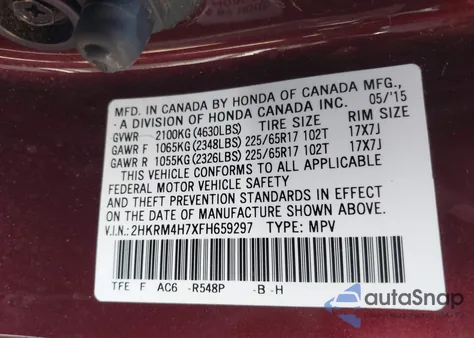 MFD. IN CANADA BY HONDA OF CANADA MFG.,
- A DIVISION OF HONDA CANADA INC. 05/'15
GVWR 2100KG(4630LBS) TIRE SIZE RIM SIZE
GAWR F 1065KG(2348LBS) 225/65R17 102T 17X7J
GAWR R 1055KG(2326LBS) 225/65R17 102T 17X7J
THIS VEHICLE CONFORMS TO ALL APPLICABLE
FEDERAL MOTOR VEHICLE SAFETY
AND THEFT PREVENTION STANDARDS IN EFFECT
ON THE DATE OF MANUFACTURE SHOWN ABOVE.
V.I.N.: 2HKRM4H7XFH659297 TYPE: MPV
TFE F AC6 -R548P -B -H
autoSnap